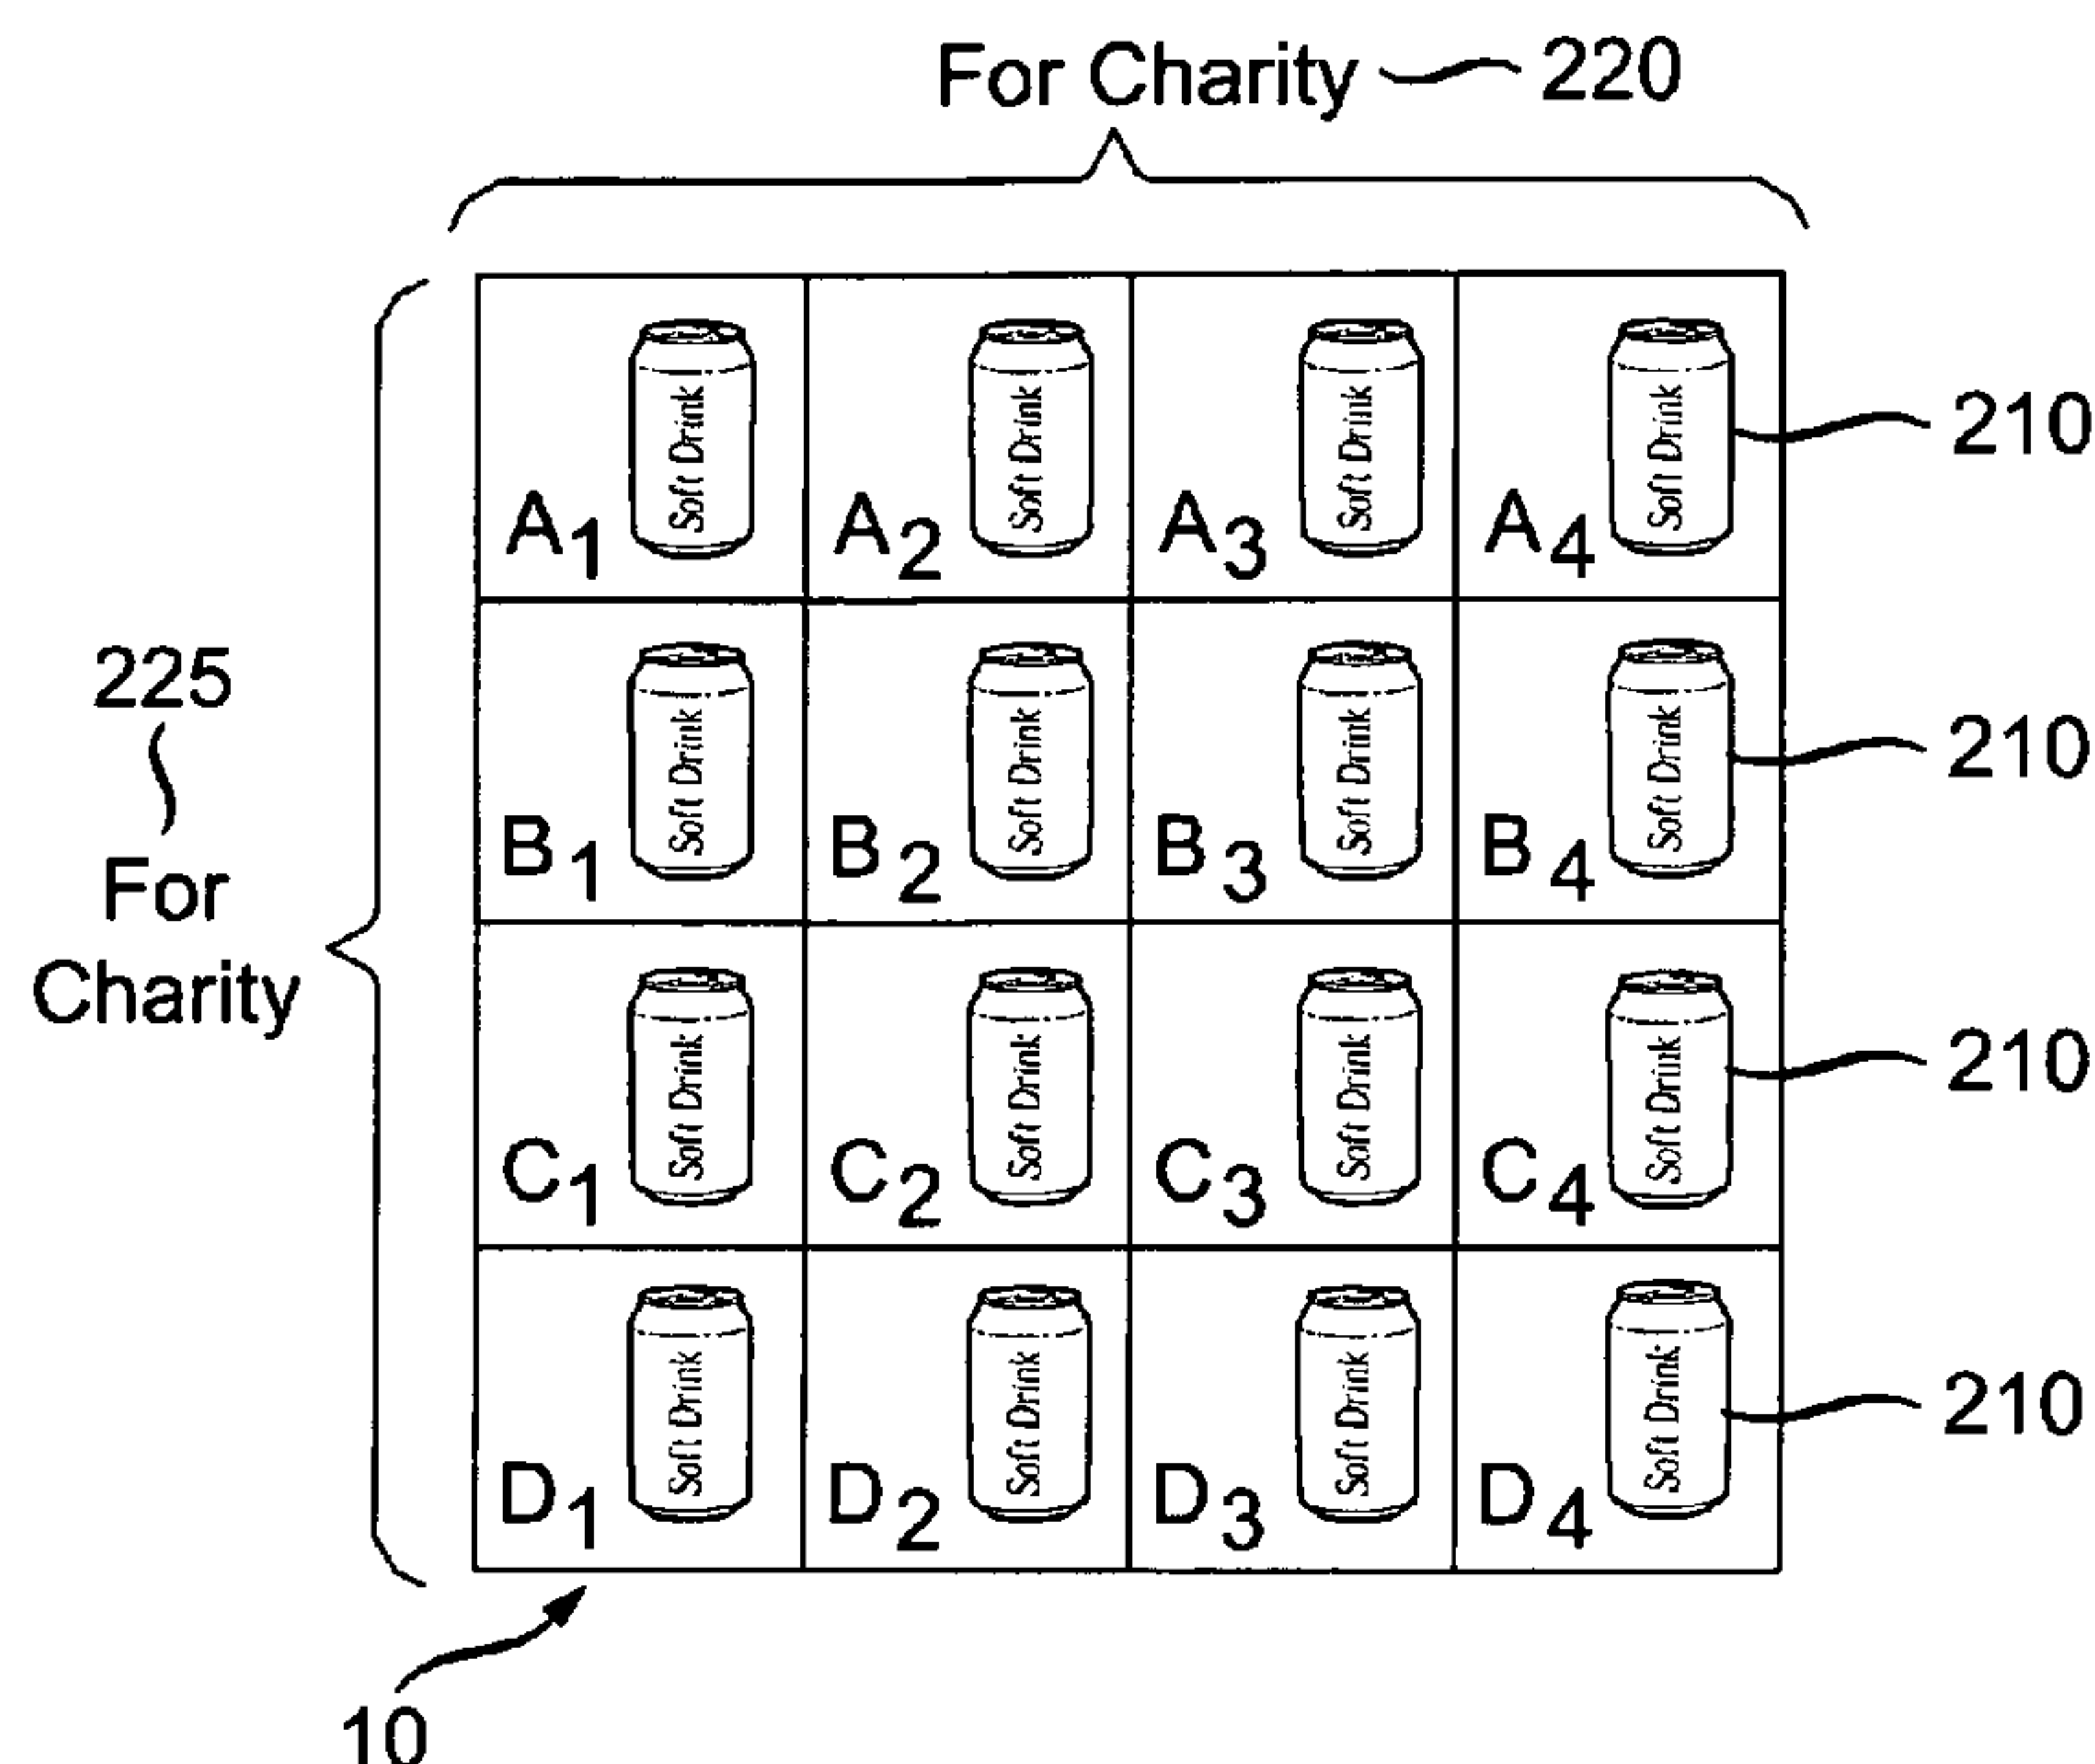 For Charity 220
Soft Drink Soft Drink Soft Drink Soft Drink 210
A1 A2 A3 A4
225
Soft Drink Soft Drink Soft Drink Soft Drink 210
B1 B2 B3 B4
For
Charity
Soft Drink Soft Drink Soft Drink Soft Drink 210
C1 C2 C3 C4
Soft Drink Soft Drink Soft Drink Soft Drink 210
D1 D2 D3 D4
10